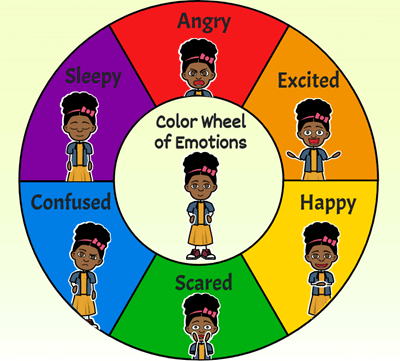 Angry
Sleepy
Excited
Color Wheel
of Emotions
Confused
Happy
Scared